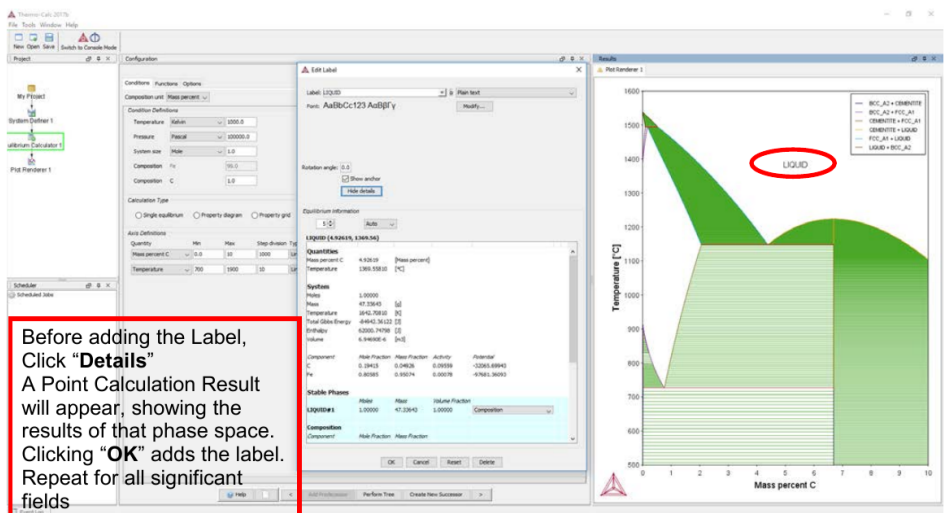 Thermo-Calc 2017b
File Tools Window Help
New Open Save Switch to Console Mode
Project
My Project
System Definer 1
uilibrium Calculator 1
Plot Renderer 1
Scheduler
Scheduled Jobs
Configuration
Conditions Functions Options
Composition unit Mass percent
Condition Definitions
Temperature Kelvin 1000.0
Pressure Pascal 100000.0
System size Mole 1.0
Composition Fe 99.0
Composition C 1.0
Calculation Type
Single equilibrium Property diagram Property grid
Axis Definitions
Quantity Min Max Step division Typ
Mass percent C 0.0 10 1000 Lin
Temperature 700 1900 10 Lin
Help
Add Predecessor Perform Tree Create New Successor
Edit Label
Label: LIQUID is Plain text
Font: AaBbCc123 ΑαΒβΓγ Modify...
Rotation angle: 0.0
Show anchor
Hide details
Equilibrium information
5 Auto
LIQUID (4.92619, 1369.56)
Quantities
Mass percent C 4.92619 [Mass percent]
Temperature 1369.55810 [°C]
System
Moles 1.00000
Mass 47.33643 [g]
Temperature 1642.70810 [K]
Total Gibbs Energy -84943.36122 [J]
Enthalpy 62000.74798 [J]
Volume 6.94690E-6 [m3]
Component Mole Fraction Mass Fraction Activity Potential
C 0.19415 0.04926 0.09559 -32065.69943
Fe 0.80585 0.95074 0.00078 -97681.36093
Stable Phases
Moles Mass Volume Fraction
LIQUID#1 1.00000 47.33643 1.00000 Composition
Composition
Component Mole Fraction Mass Fraction
OK Cancel Reset Delete
Results
Plot Renderer 1
BCC_A2 + CEMENTITE
BCC_A2 + FCC_A1
CEMENTITE + FCC_A1
CEMENTITE + LIQUID
FCC_A1 + LIQUID
LIQUID + BCC_A2
LIQUID
1600
1500
1400
1300
1200
1100
1000
900
800
700
600
500
Temperature [°C]
0 1 2 3 4 5 6 7 8 9 10
Mass percent C
Before adding the Label,
Click “Details”
A Point Calculation Result
will appear, showing the
results of that phase space.
Clicking “OK” adds the label.
Repeat for all significant
fields
Event Log